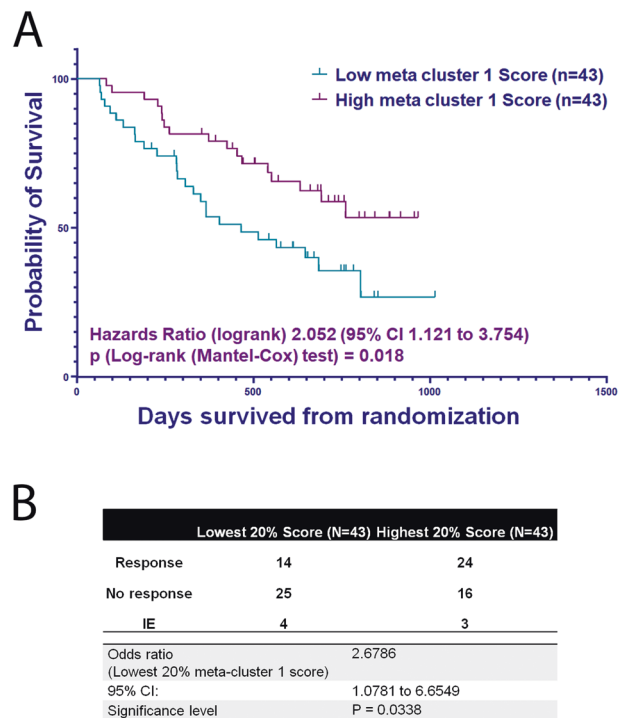 A
Low meta cluster 1 Score (n=43)
High meta cluster 1 Score (n=43)
Probability of Survival
100
50
0
Hazards Ratio (logrank) 2.052 (95% CI 1.121 to 3.754)
p (Log-rank (Mantel-Cox) test) = 0.018
0 500 1000 1500
Days survived from randomization
B
Lowest 20% Score (N=43) Highest 20% Score (N=43)
Response 14 24
No response 25 16
IE 4 3
Odds ratio 2.6786
(Lowest 20% meta-cluster 1 score)
95% CI: 1.0781 to 6.6549
Significance level P = 0.0338